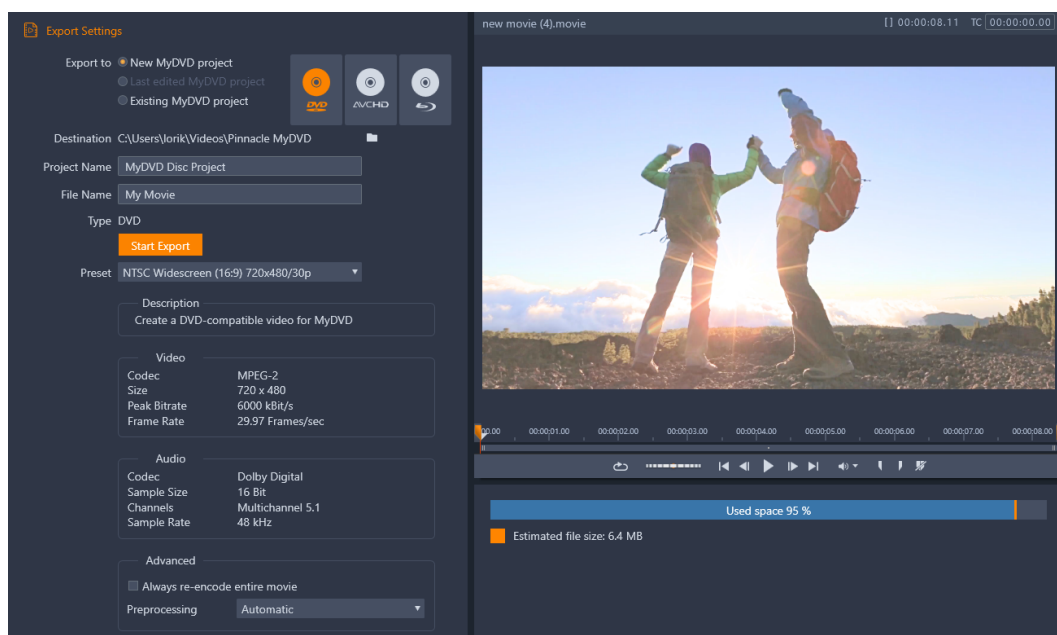 Export Settings
Export to
New MyDVD project
Last edited MyDVD project
Existing MyDVD project
DVD
AVCHD
Destination C:\Users\lorik\Videos\Pinnacle MyDVD
Project Name MyDVD Disc Project
File Name My Movie
Type DVD
Start Export
Preset NTSC Widescreen (16:9) 720x480/30p
Description
Create a DVD-compatible video for MyDVD
Video
Codec MPEG-2
Size 720 x 480
Peak Bitrate 6000 kBit/s
Frame Rate 29.97 Frames/sec
Audio
Codec Dolby Digital
Sample Size 16 Bit
Channels Multichannel 5.1
Sample Rate 48 kHz
Advanced
Always re-encode entire movie
Preprocessing Automatic
new movie (4).movie [] 00:00:08.11 TC 00:00:00.00
00.00 00:00;01.00 00:00;02.00 00:00;03.00 00:00;04.00 00:00;05.00 00:00;06.00 00:00;07.00 00:00;08.00
Used space 95 %
Estimated file size: 6.4 MB